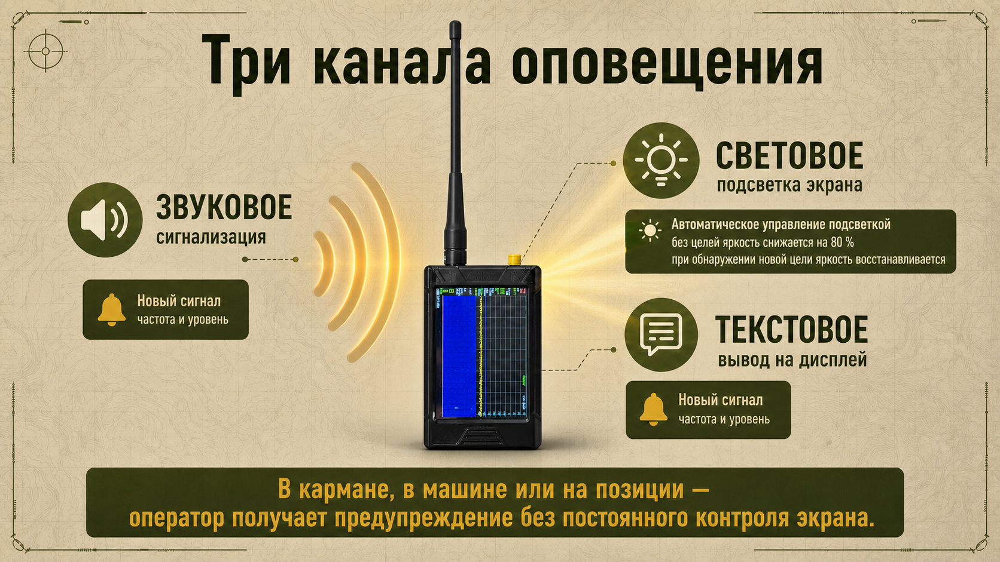 Три канала оповещения
ЗВУКОВОЕ
сигнализация
Новый сигнал
частота и уровень
СВЕТОВОЕ
подсветка экрана
Автоматическое управление подсветкой
без целей яркость снижается на 80 %
при обнаружении новой цели яркость восстанавливается
ТЕКСТОВОЕ
вывод на дисплей
Новый сигнал
частота и уровень
В кармане, в машине или на позиции –
оператор получает предупреждение без постоянного контроля экрана.